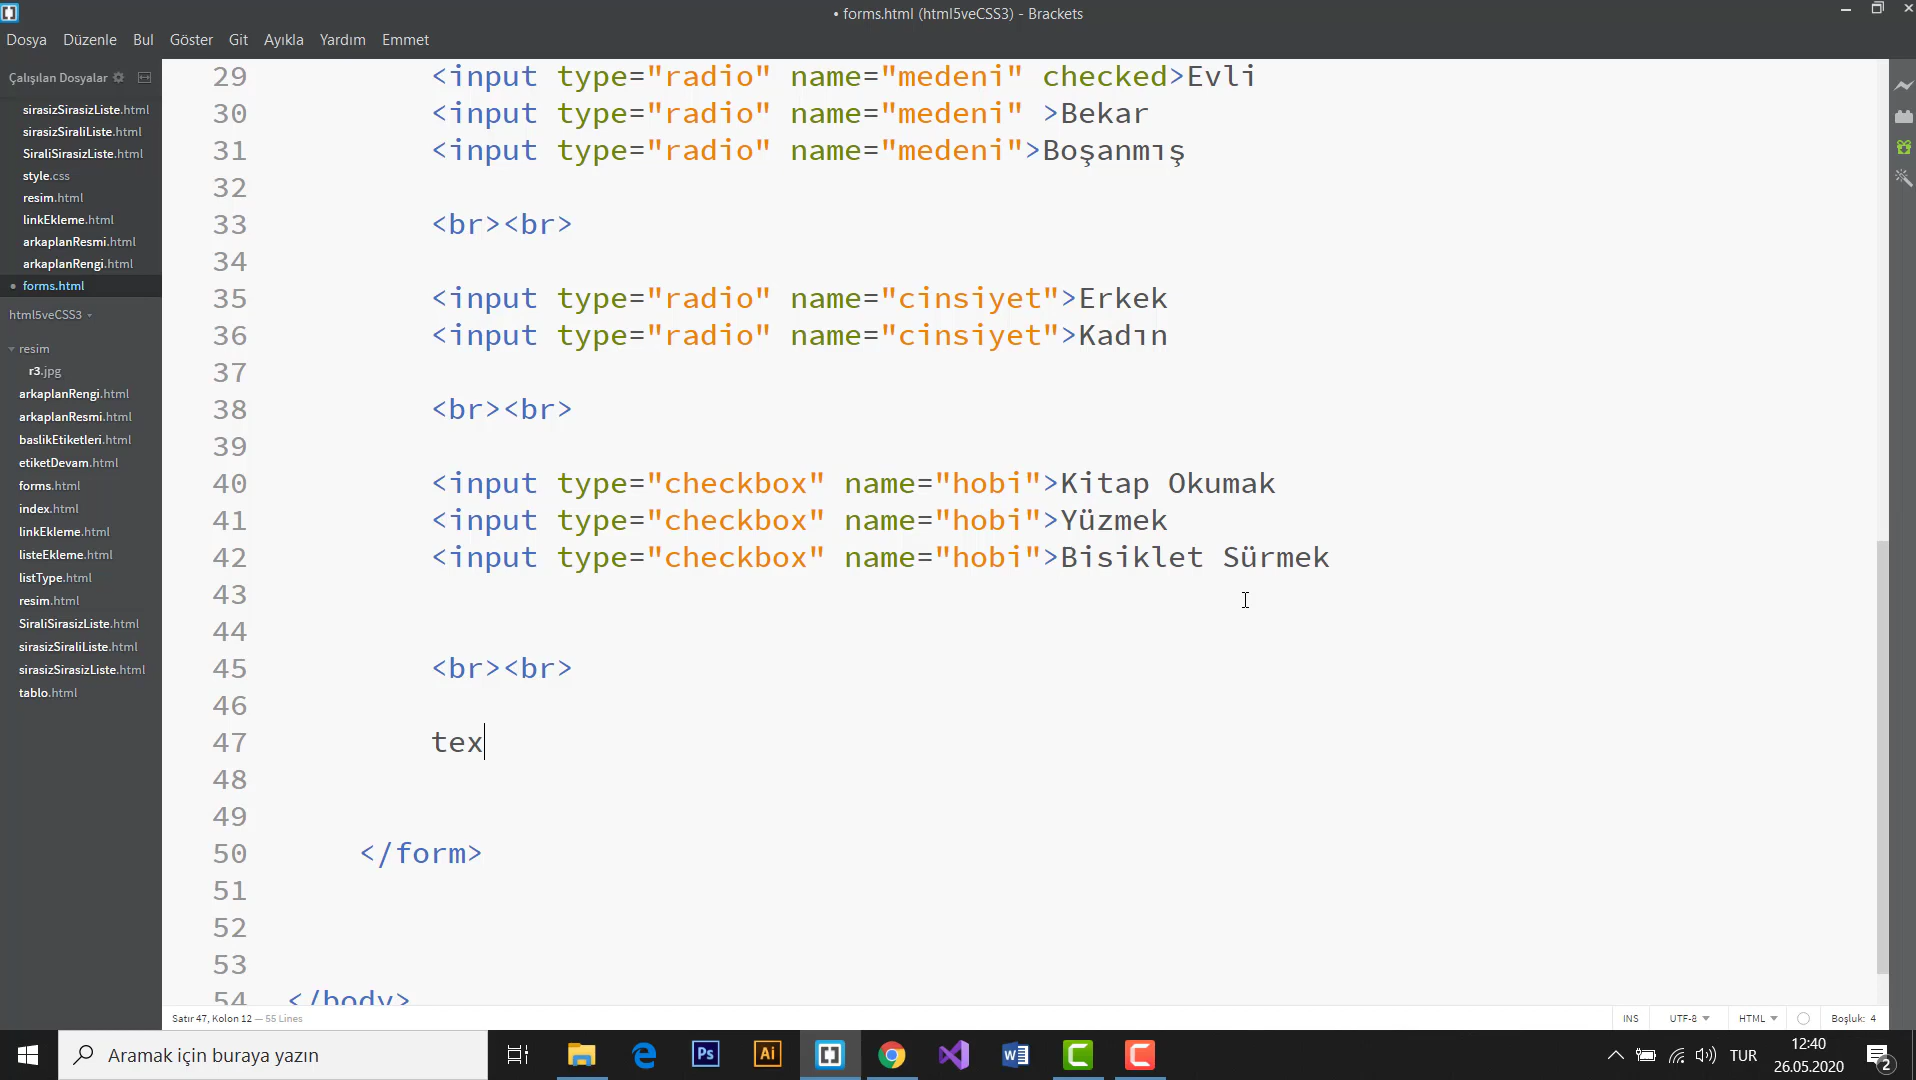 • forms.html (html5veCSS3) - Brackets
Dosya Düzenle Bul Göster Git Ayıkla Yardım Emmet
Çalışılan Dosyalar
sirasizSirasizListe.html
sirasizSiraliListe.html
SiraliSirasizListe.html
style.css
resim.html
linkEkleme.html
arkaplanResmi.html
arkaplanRengi.html
• forms.html
html5veCSS3
resim
r3.jpg
arkaplanRengi.html
arkaplanResmi.html
baslikEtiketleri.html
etiketDevam.html
forms.html
index.html
linkEkleme.html
listeEkleme.html
listType.html
resim.html
SiraliSirasizListe.html
sirasizSiraliListe.html
sirasizSirasizListe.html
tablo.html
29 <input type="radio" name="medeni" checked>Evli
30 <input type="radio" name="medeni" >Bekar
31 <input type="radio" name="medeni">Boşanmış
32
33 <br><br>
34
35 <input type="radio" name="cinsiyet">Erkek
36 <input type="radio" name="cinsiyet">Kadın
37
38 <br><br>
39
40 <input type="checkbox" name="hobi">Kitap Okumak
41 <input type="checkbox" name="hobi">Yüzmek
42 <input type="checkbox" name="hobi">Bisiklet Sürmek
43
44
45 <br><br>
46
47 tex
48
49
50 </form>
51
52
53
54 </body>
Satır 47, Kolon 12 — 55 Lines
INS UTF-8 HTML Boşluk: 4
Aramak için buraya yazın
Ps
Ai
TUR
12:40
26.05.2020
2